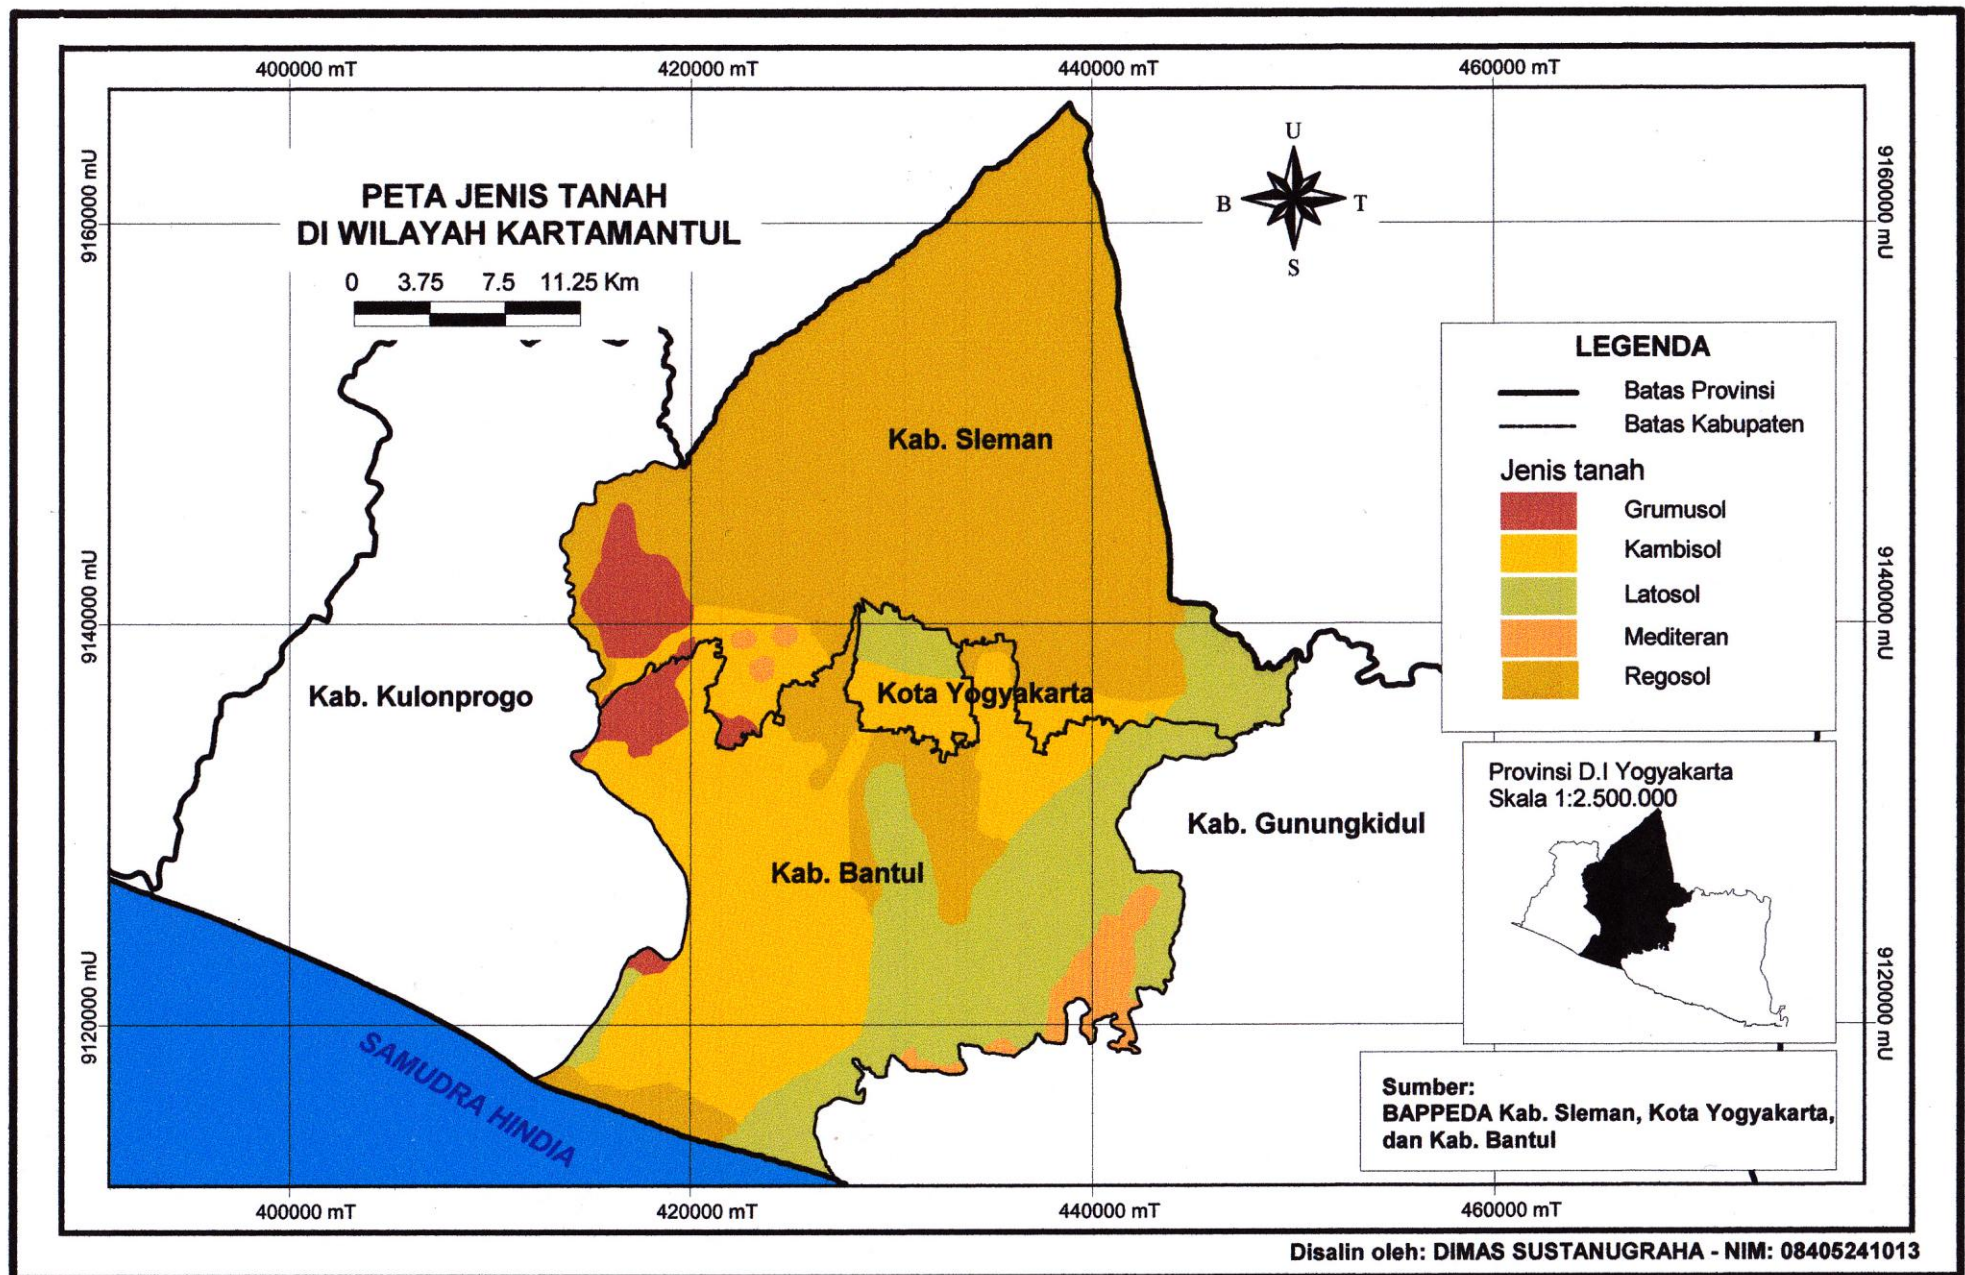 400000 mT
420000 mT
440000 mT
460000 mT
9160000 mU
9140000 mU
9120000 mU
PETA JENIS TANAH
DI WILAYAH KARTAMANTUL
0 3.75 7.5 11.25 Km
U
B T
S
Kab. Sleman
Kab. Kulonprogo
Kota Yogyakarta
Kab. Bantul
Kab. Gunungkidul
SAMUDRA HINDIA
LEGENDA
Batas Provinsi
Batas Kabupaten
Jenis tanah
Grumusol
Kambisol
Latosol
Mediteran
Regosol
Provinsi D.I Yogyakarta
Skala 1:2.500.000
Sumber:
BAPPEDA Kab. Sleman, Kota Yogyakarta,
dan Kab. Bantul
9160000 mU
9140000 mU
9120000 mU
400000 mT
420000 mT
440000 mT
460000 mT
Disalin oleh: DIMAS SUSTANUGRAHA - NIM: 08405241013